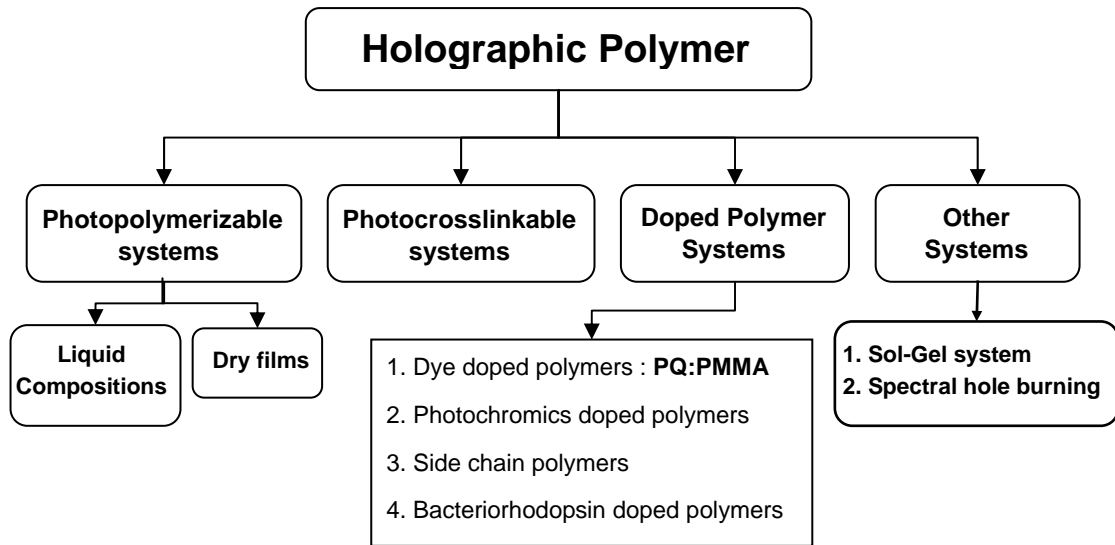 Holographic Polymer
Photopolymerizable
systems
Photocrosslinkable
systems
Doped Polymer
Systems
Other
Systems
Liquid
Compositions
Dry films
1. Dye doped polymers : PQ:PMMA
2. Photochromics doped polymers
3. Side chain polymers
4. Bacteriorhodopsin doped polymers
1. Sol-Gel system
2. Spectral hole burning